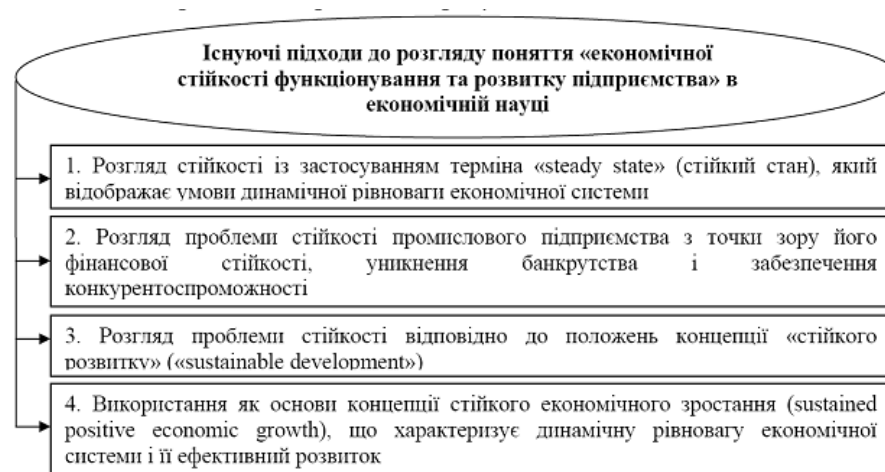 Існуючі підходи до розгляду поняття «економічної
стійкості функціонування та розвитку підприємства» в
економічній науці
1. Розгляд стійкості із застосуванням терміна «steady state» (стійкий стан), який
відображає умови динамічної рівноваги економічної системи
2. Розгляд проблеми стійкості промислового підприємства з точки зору його
фінансової стійкості, уникнення банкрутства і забезпечення
конкурентоспроможності
3. Розгляд проблеми стійкості відповідно до положень концепції «стійкого
розвитку» («sustainable development»)
4. Використання як основи концепції стійкого економічного зростання (sustained
positive economic growth), що характеризує динамічну рівновагу економічної
системи і її ефективний розвиток